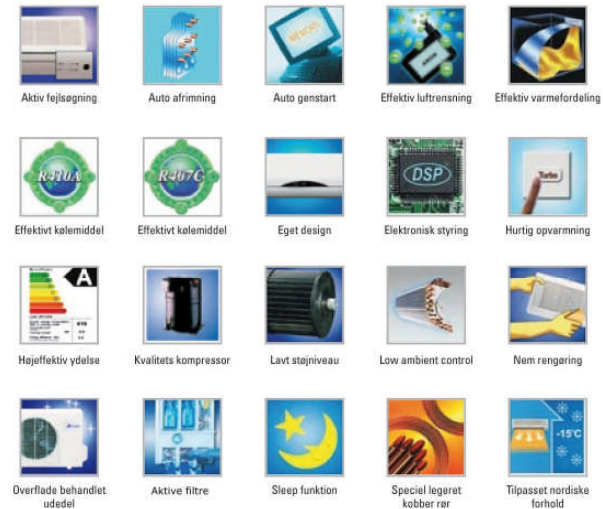 MEMORY
Aktiv fejlsøgning
Auto afrimning
Auto genstart
Effektiv luftrensning
Effektiv varmefordeling
R410A
R407C
DSP
Turbo
Effektivt kølemiddel
Effektivt kølemiddel
Eget design
Elektronisk styring
Hurtig opvarmning
A
Højeffektiv ydelse
Kvalitets kompressor
Lavt støjniveau
Low ambient control
Nem rengøring
-15°C
Overflade behandlet
udedel
Aktive filtre
Sleep funktion
Speciel legeret
kobber rør
Tilpasset nordiske
forhold